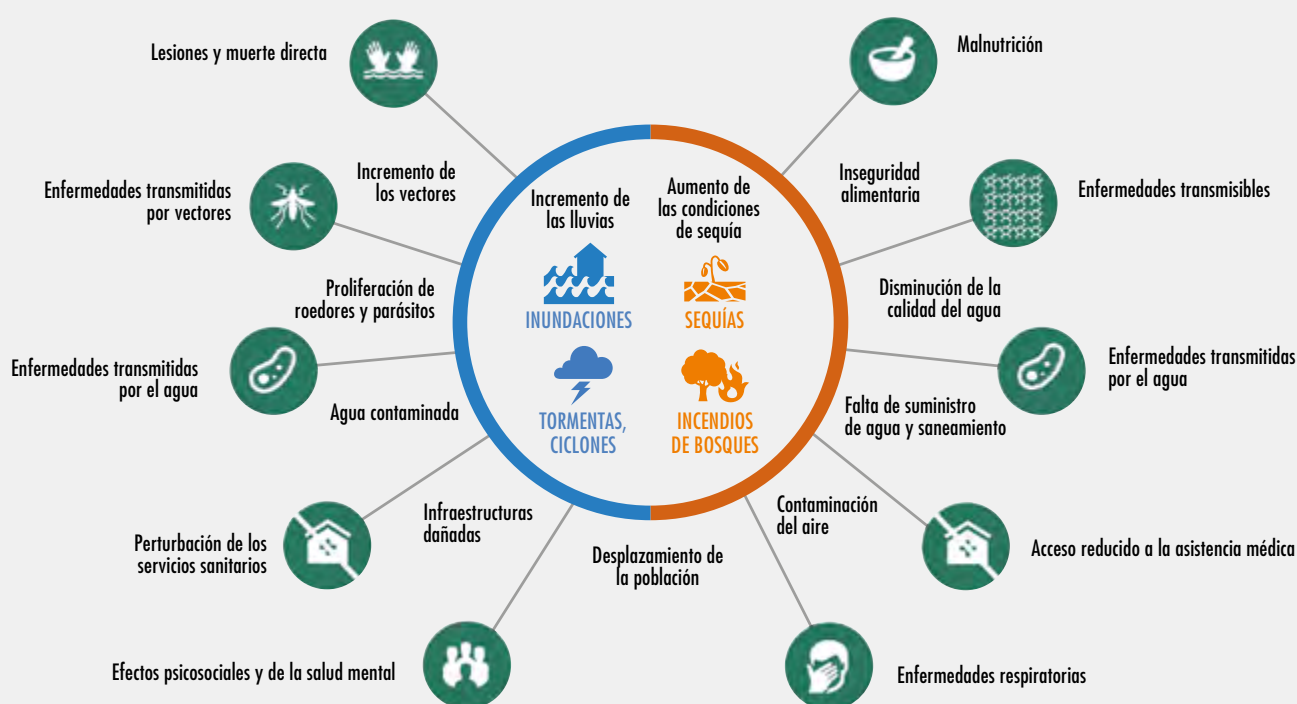 Lesiones y muerte directa
Malnutrición
Enfermedades transmitidas
por vectores
Incremento de
los vectores
Incremento de
las lluvias
Aumento de
las condiciones
de sequía
Inseguridad
alimentaria
Enfermedades transmisibles
Proliferación de
roedores y parásitos
INUNDACIONES
SEQUÍAS
Disminución de la
calidad del agua
Enfermedades transmitidas
por el agua
Agua contaminada
TORMENTAS,
CICLONES
INCENDIOS
DE BOSQUES
Falta de suministro
de agua y saneamiento
Enfermedades transmitidas
por el agua
Perturbación de los
servicios sanitarios
Infraestructuras
dañadas
Desplazamiento de
la población
Contaminación
del aire
Acceso reducido a la asistencia médica
Efectos psicosociales y de la salud mental
Enfermedades respiratorias